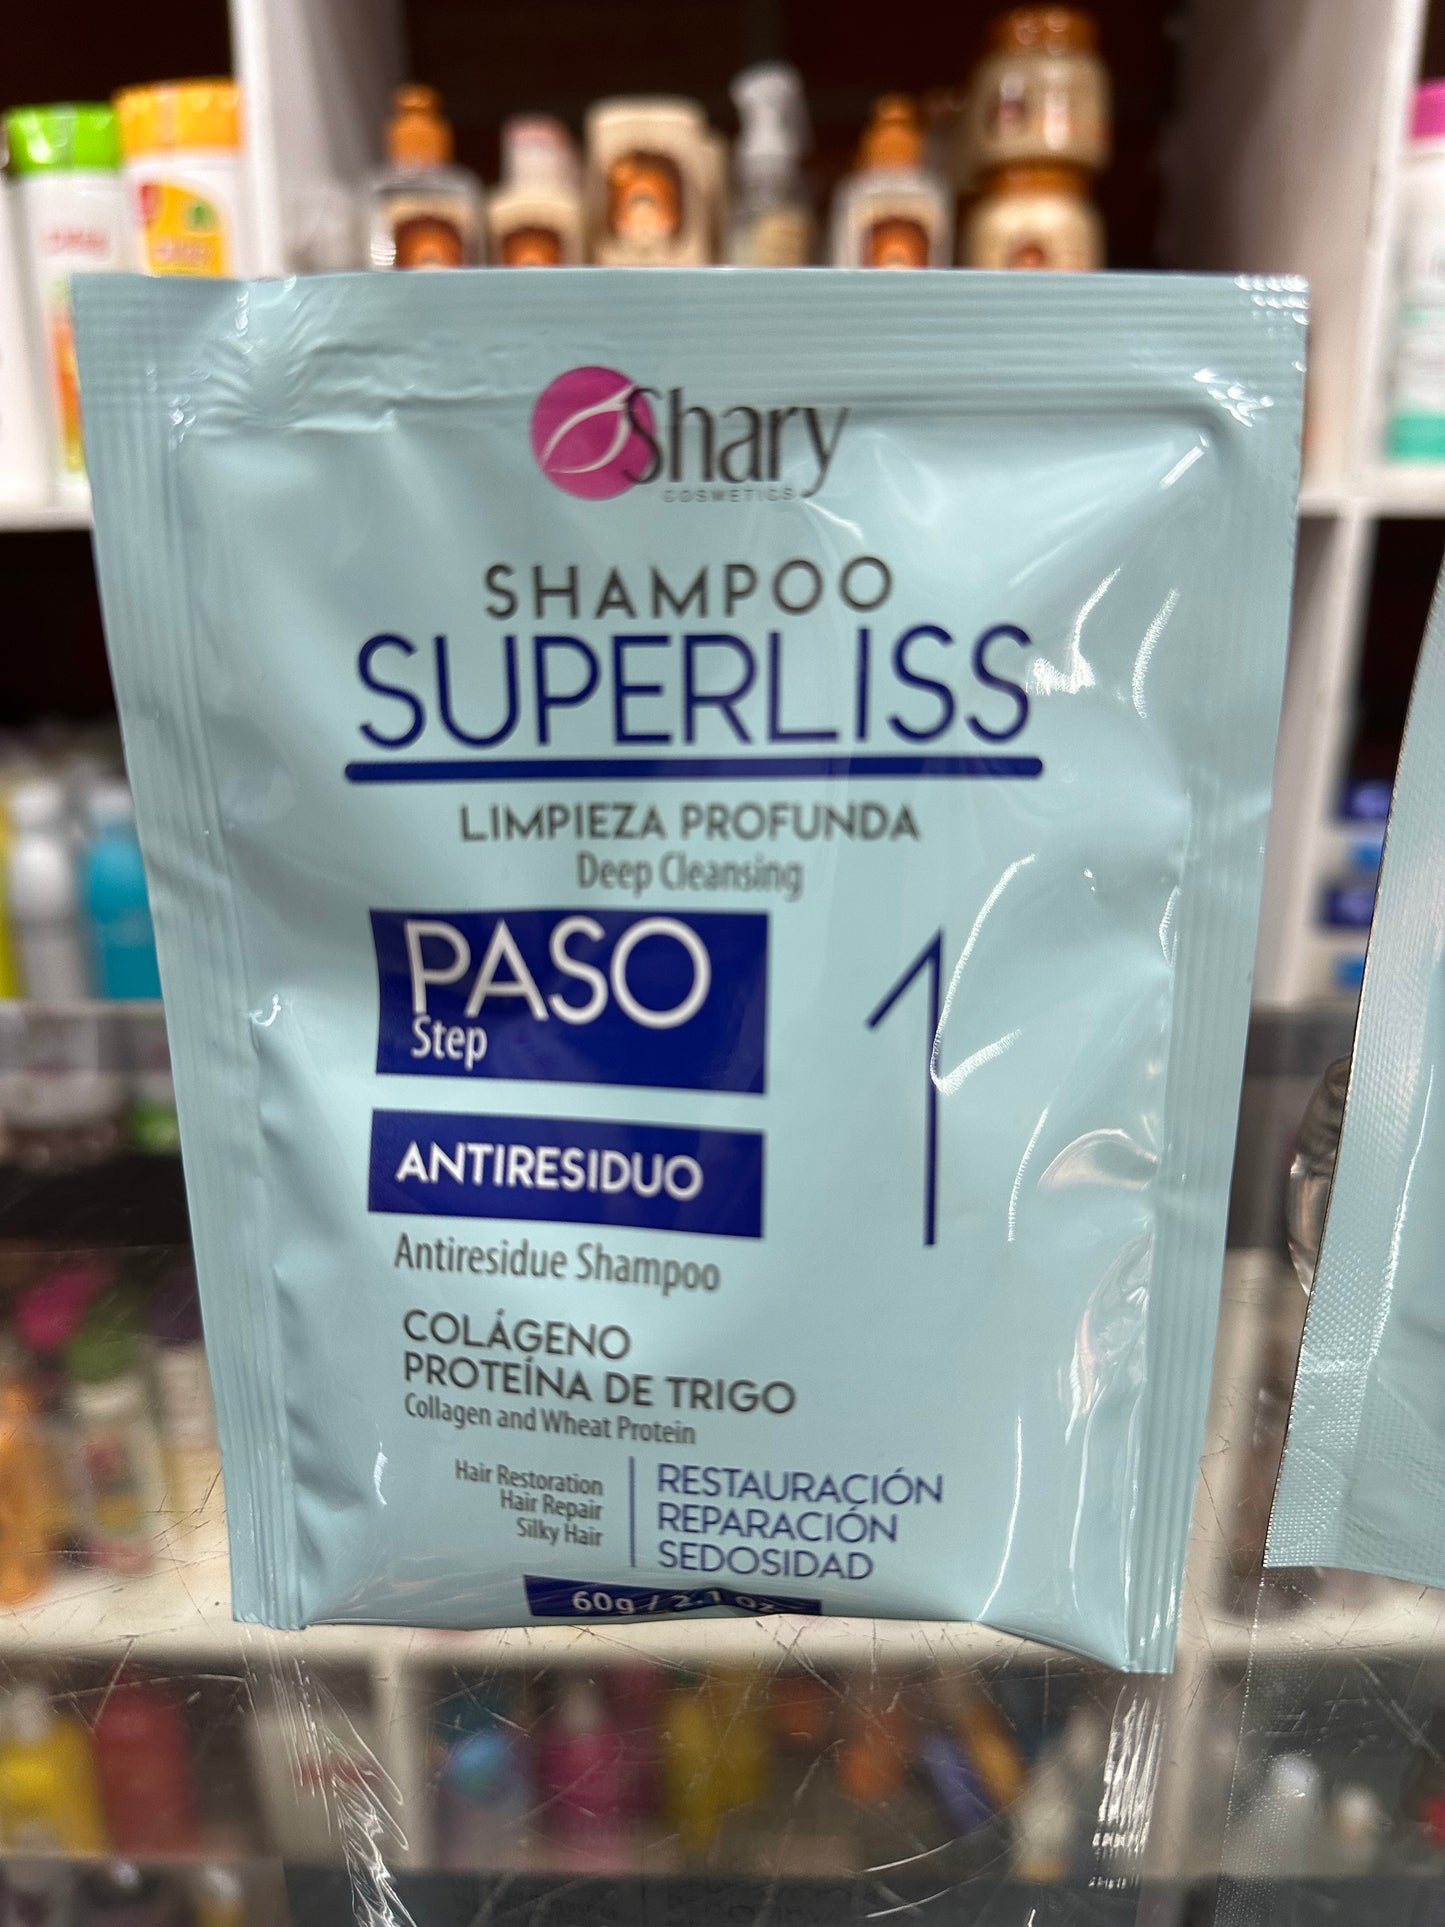 Shary
COSMETICS
SHAMPOO
SUPERLISS
LIMPIEZA PROFUNDA
Deep Cleansing
PASO
Step
1
ANTIRESIDUO
Antiresidue Shampoo
COLÁGENO
PROTEÍNA DE TRIGO
Collagen and Wheat Protein
Hair Restoration
Hair Repair
Silky Hair
RESTAURACIÓN
REPARACIÓN
SEDOSIDAD
60g / 2.1 oz